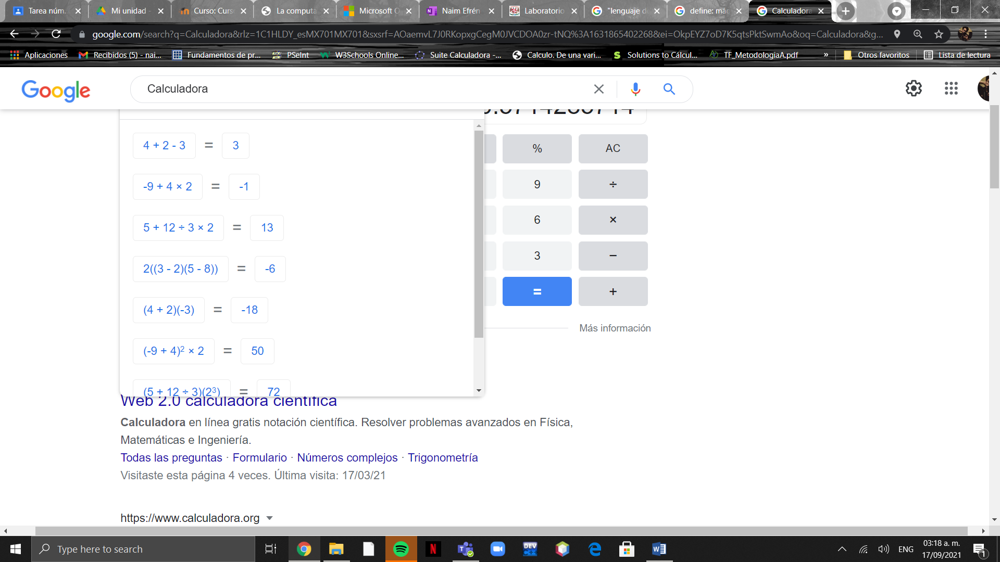 Tarea núm.
Mi unidad -
Curso: Curs
La computa
Microsoft O
Naim Efrén
Laboratorio
"lenguaje d
define: mác
Calculadora
google.com/search?q=Calculadora&rlz=1C1HLDY_esMX701MX701&sxsrf=AOaemvL7J0RKopxgCegM0JVCDOA0zr-tNQ%3A1631865402268&ei=OkpEYZ7oD7K5qtsPktSwmAo&oq=Calculadora&g...
Aplicaciones
Recibidos (5) - nai...
Fundamentos de pr...
PSeInt
W3Schools Online...
Suite Calculadora -...
Calculo. De una vari...
Solutions to Cálcul...
TF_MetodologiaA.pdf
»
Otros favoritos
Lista de lectura
Google
Calculadora
4 + 2 - 3 = 3
-9 + 4 × 2 = -1
5 + 12 ÷ 3 × 2 = 13
2((3 - 2)(5 - 8)) = -6
(4 + 2)(-3) = -18
(-9 + 4)² × 2 = 50
(5 + 12 ÷ 3)(2³) = 72
% AC
9 ÷
6 ×
3 −
= +
Más información
Web 2.0 calculadora científica
Calculadora en línea gratis notación científica. Resolver problemas avanzados en Física,
Matemáticas e Ingeniería.
Todas las preguntas · Formulario · Números complejos · Trigonometría
Visitaste esta página 4 veces. Última visita: 17/03/21
https://www.calculadora.org
Type here to search
DEV
ENG
03:18 a. m.
17/09/2021
1